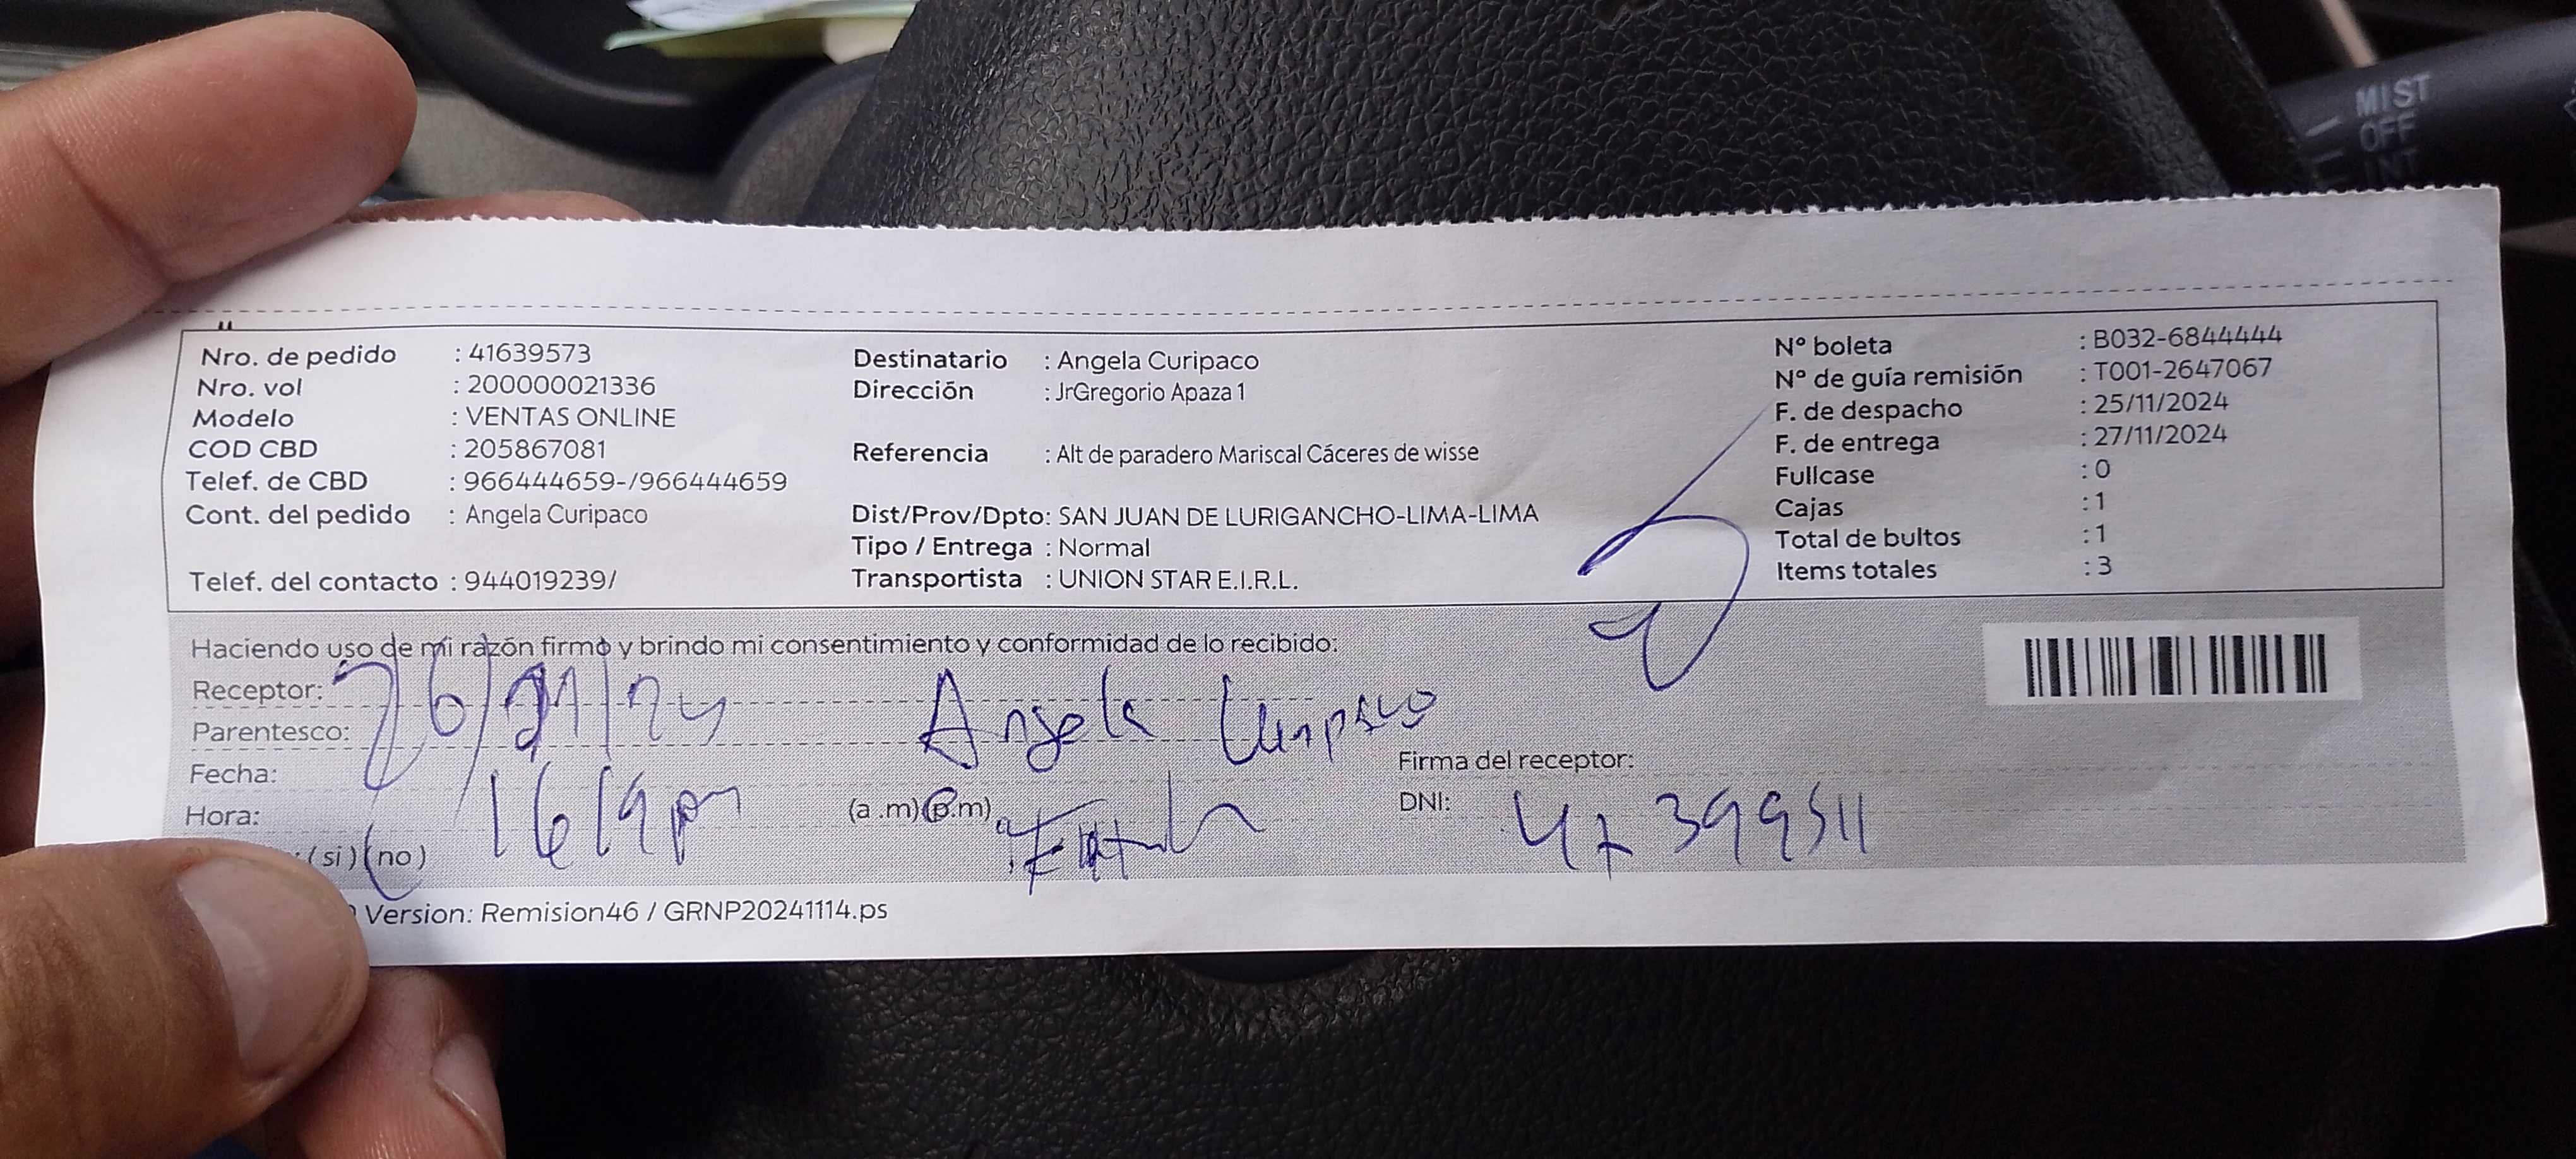 MIST
OFF
INT
Nro. de pedido : 41639573
Nro. vol : 200000021336
Modelo : VENTAS ONLINE
COD CBD : 205867081
Telef. de CBD : 966444659-/966444659
Cont. del pedido : Angela Curipaco
Telef. del contacto : 944019239/
Destinatario : Angela Curipaco
Dirección : JrGregorio Apaza 1
Referencia : Alt de paradero Mariscal Cáceres de wisse
Dist/Prov/Dpto: SAN JUAN DE LURIGANCHO-LIMA-LIMA
Tipo / Entrega : Normal
Transportista : UNION STAR E.I.R.L.
N° boleta : B032-6844444
N° de guía remisión : T001-2647067
F. de despacho : 25/11/2024
F. de entrega : 27/11/2024
Fullcase : 0
Cajas : 1
Total de bultos : 1
Items totales : 3
Haciendo uso de mi razón firmo y brindo mi consentimiento y conformidad de lo recibido:
Receptor: 26/11/24 Angela Curipaco
Parentesco:
Fecha:
Hora: 1619 pm (a .m)(p.m)
Firma del receptor:
DNI: 47399511
(si) (no)
Version: Remision46 / GRNP20241114.ps